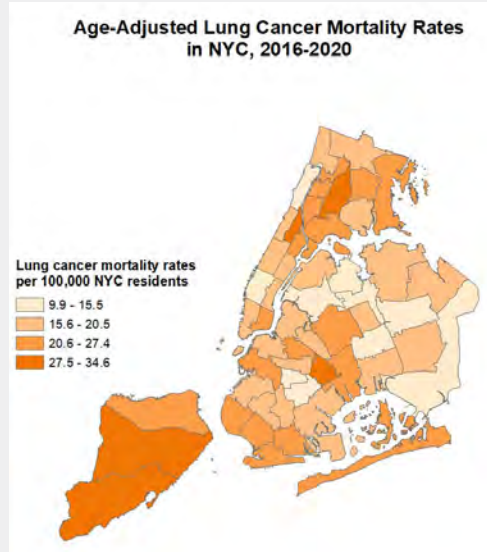 Age-Adjusted Lung Cancer Mortality Rates
in NYC, 2016-2020
Lung cancer mortality rates
per 100,000 NYC residents
9.9 - 15.5
15.6 - 20.5
20.6 - 27.4
27.5 - 34.6